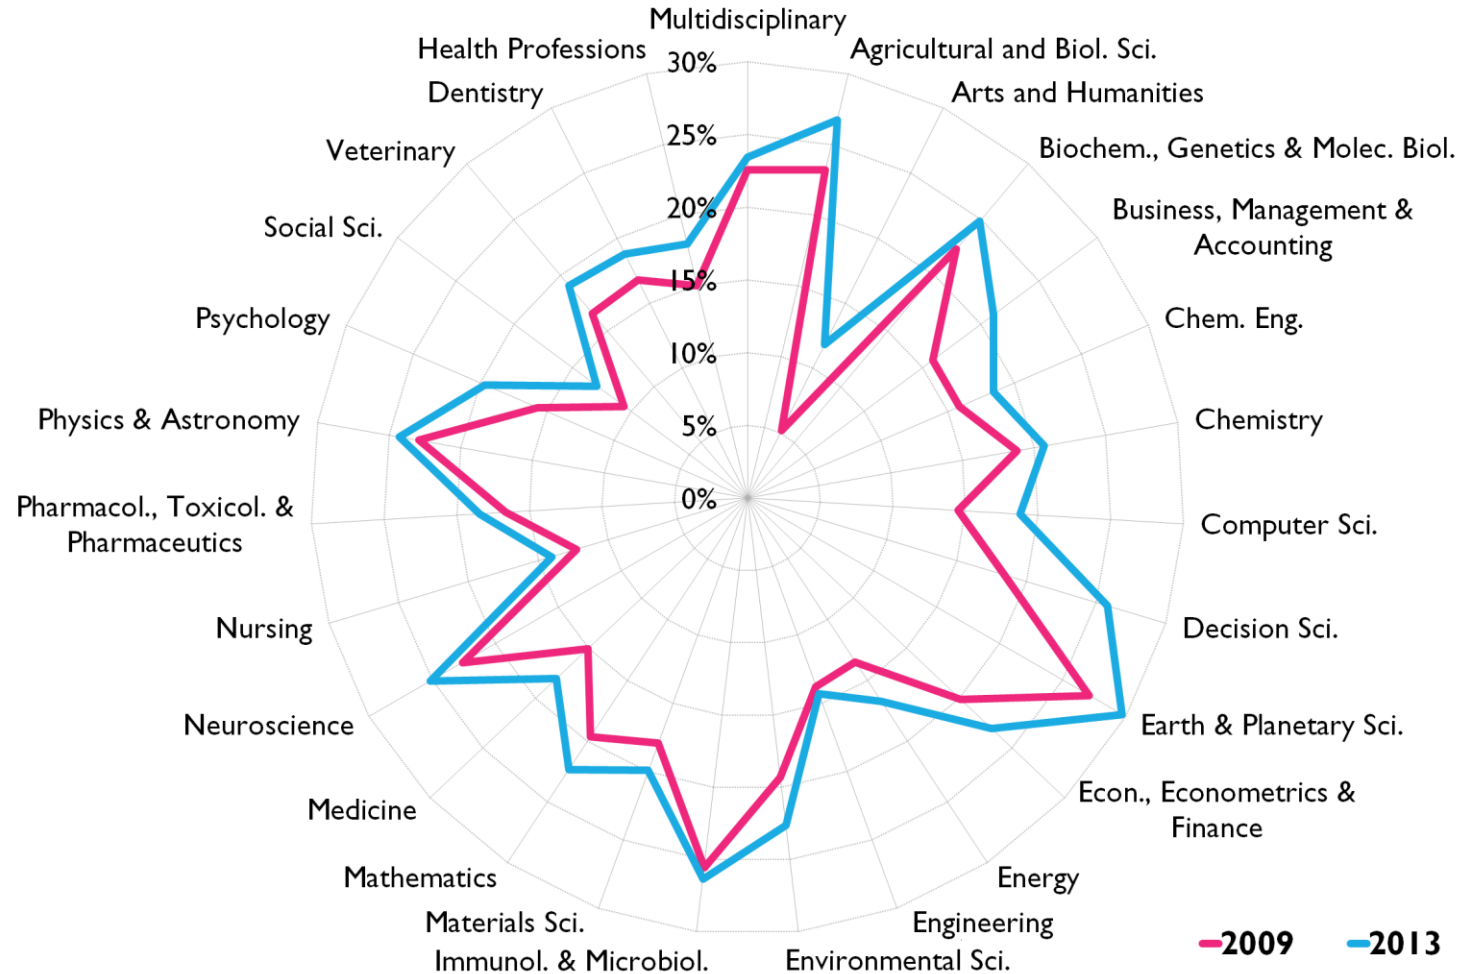 Multidisciplinary
Health Professions
Agricultural and Biol. Sci.
30%
Dentistry
Arts and Humanities
25%
Veterinary
Biochem., Genetics & Molec. Biol.
20%
Social Sci.
Business, Management &
Accounting
15%
Psychology
Chem. Eng.
10%
Physics & Astronomy
Chemistry
5%
0%
Pharmacol., Toxicol. &
Pharmaceutics
Computer Sci.
Nursing
Decision Sci.
Neuroscience
Earth & Planetary Sci.
Medicine
Econ., Econometrics &
Finance
Mathematics
Energy
Materials Sci.
Engineering
Immunol. & Microbiol.
Environmental Sci.
2009
2013